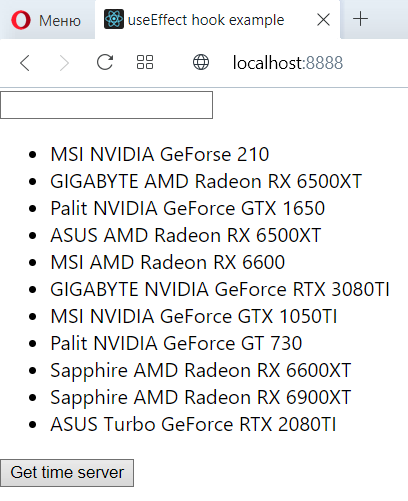 Меню
useEffect hook example
localhost:8888
MSI NVIDIA GeForse 210
GIGABYTE AMD Radeon RX 6500XT
Palit NVIDIA GeForce GTX 1650
ASUS AMD Radeon RX 6500XT
MSI AMD Radeon RX 6600
GIGABYTE NVIDIA GeForce RTX 3080TI
MSI NVIDIA GeForce GTX 1050TI
Palit NVIDIA GeForce GT 730
Sapphire AMD Radeon RX 6600XT
Sapphire AMD Radeon RX 6900XT
ASUS Turbo GeForce RTX 2080TI
Get time server